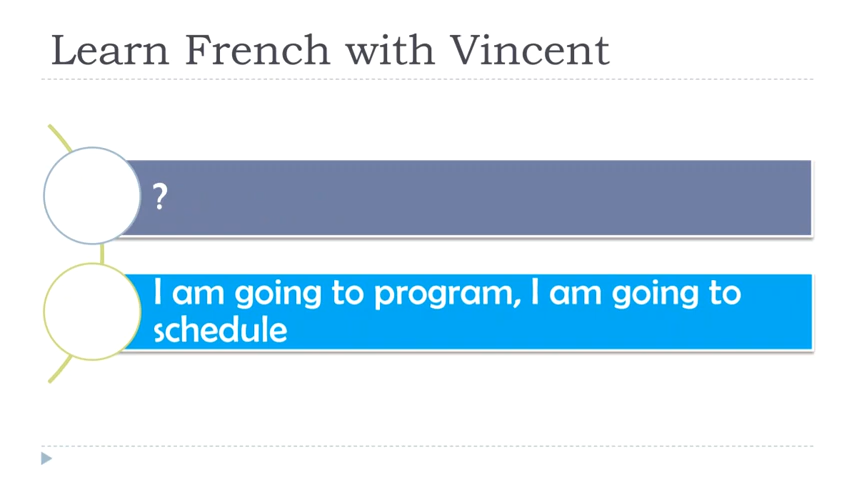 Learn French with Vincent
?
I am going to program, I am going to
schedule